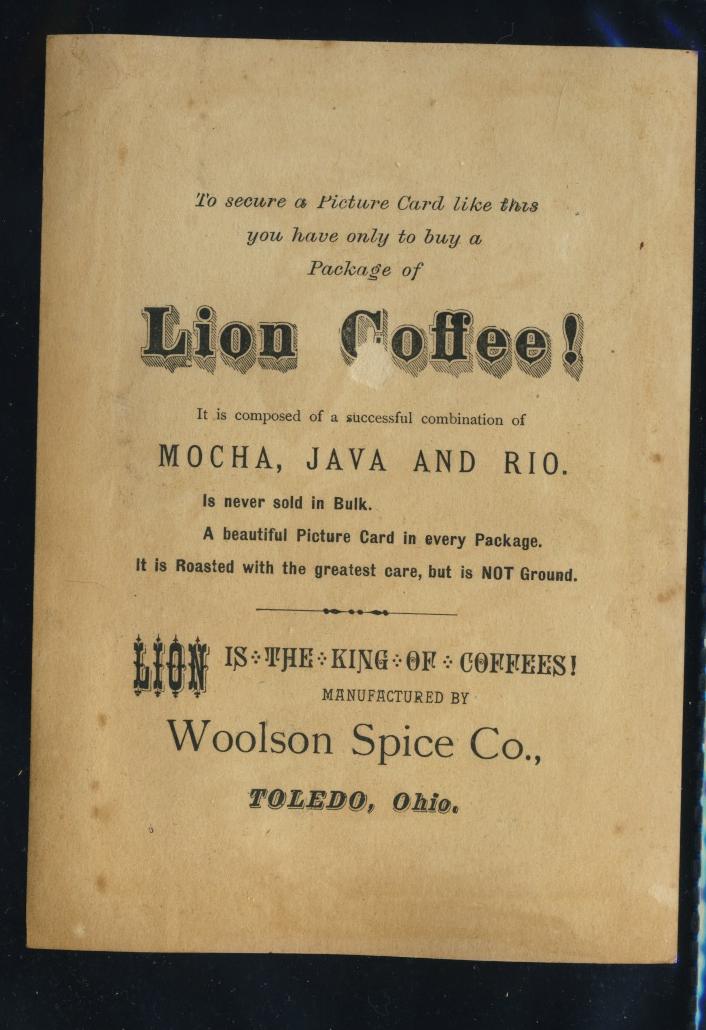 To secure a Picture Card like this
you have only to buy a
Package of
Lion Coffee!
It is composed of a successful combination of
MOCHA, JAVA AND RIO.
Is never sold in Bulk.
A beautiful Picture Card in every Package.
It is Roasted with the greatest care, but is NOT Ground.
LION IS THE KING OF COFFEES!
MANUFACTURED BY
Woolson Spice Co.,
TOLEDO, Ohio.